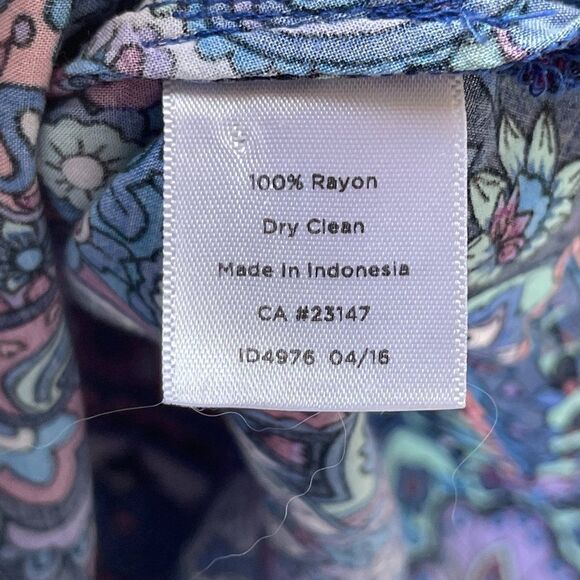 100% Rayon
Dry Clean
Made In Indonesia
CA #23147
ID4976 04/16